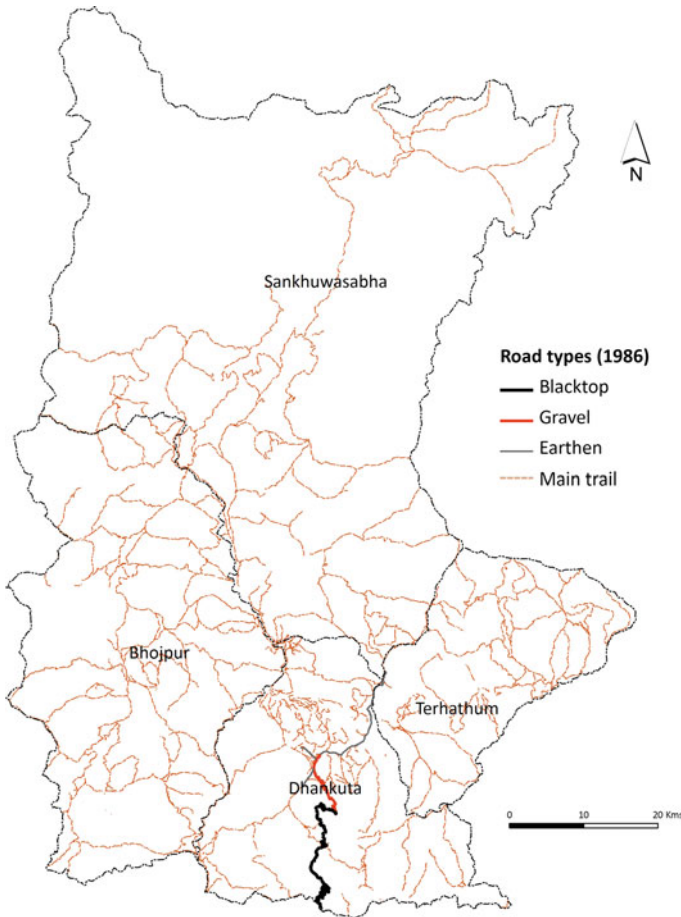 N
Sankhuwasabha
Road types (1986)
Blacktop
Gravel
Earthen
Main trail
Bhojpur
Terhathum
Dhankuta
0 10 20 Kms